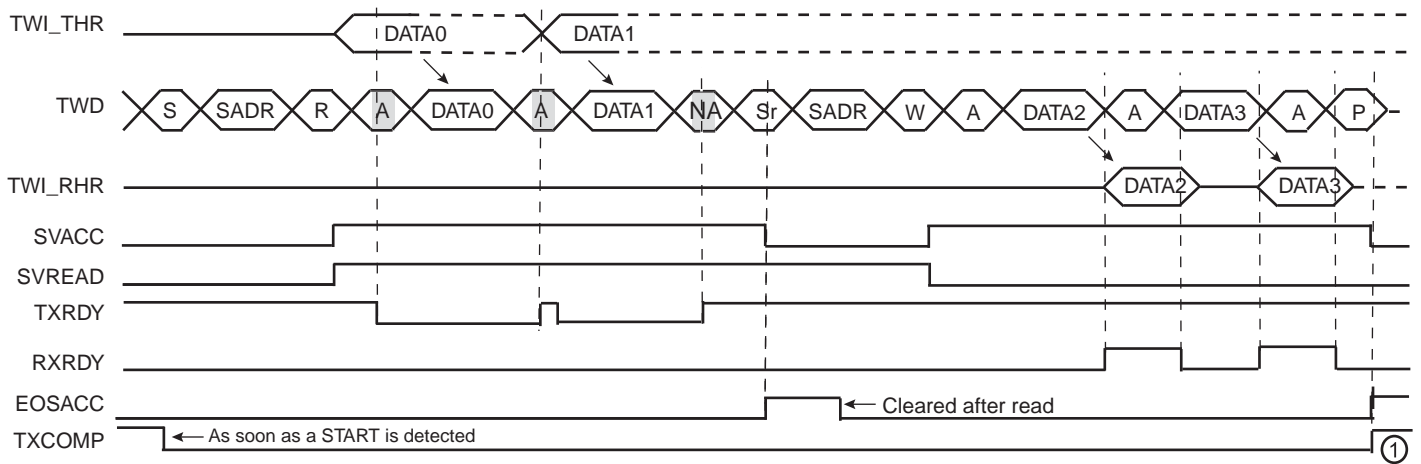 TWI_THR DATA0 DATA1
TWD S SADR R A DATA0 A DATA1 NA Sr SADR W A DATA2 A DATA3 A P
TWI_RHR DATA2 DATA3
SVACC
SVREAD
TXRDY
RXRDY
EOSACC Cleared after read
TXCOMP As soon as a START is detected 1